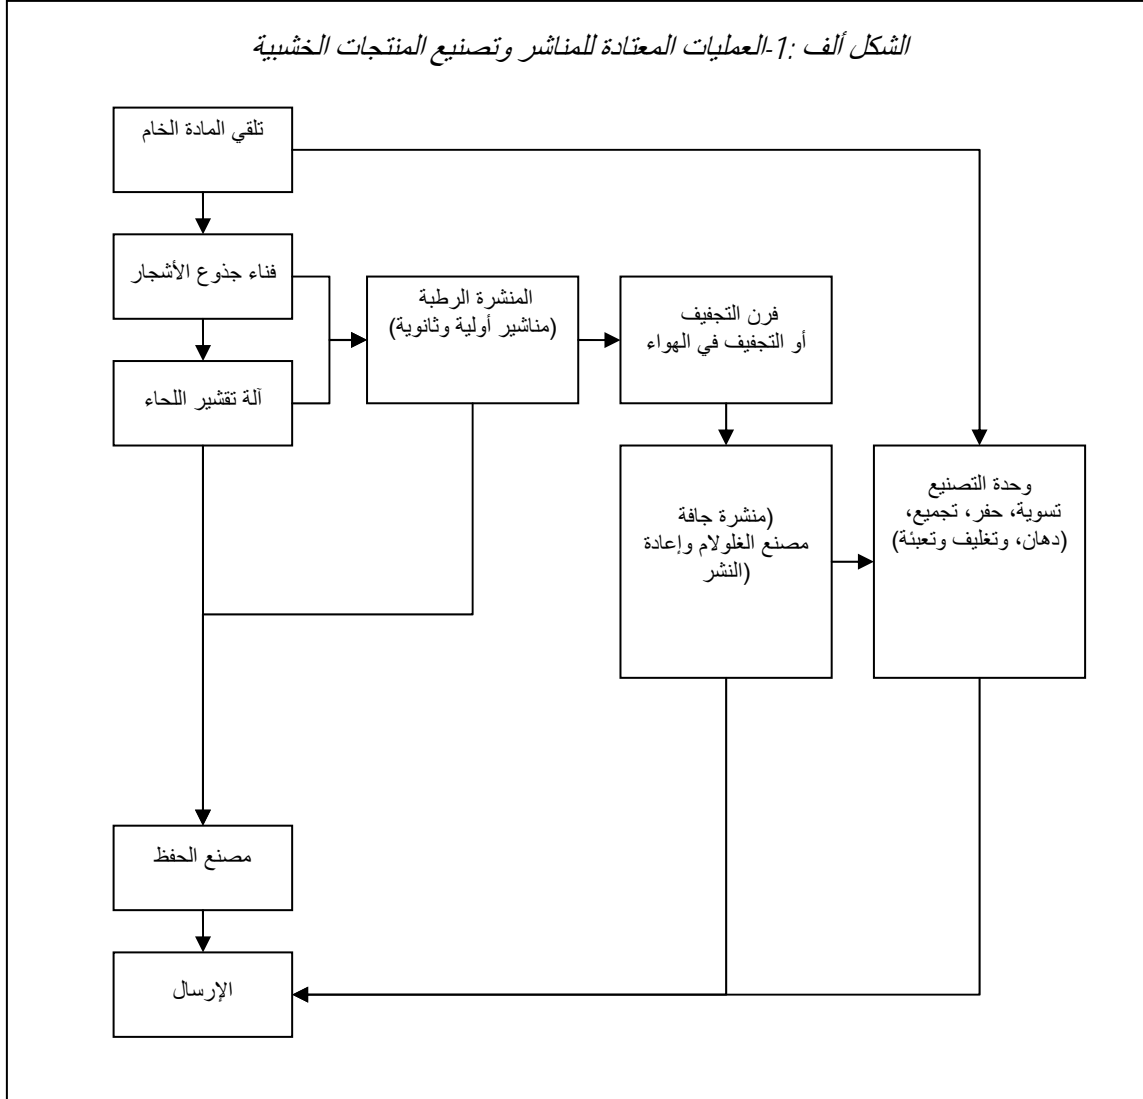 الشكل ألف :1-العمليات المعتادة للمناشر وتصنيع المنتجات الخشبية
تلقي المادة الخام
فناء جذوع الأشجار
آلة تقشير اللحاء
المنشرة الرطبة
(مناشير أولية وثانوية)
فرن التجفيف
أو التجفيف في الهواء
(منشرة جافة
مصنع الغلولام وإعادة
النشر)
وحدة التصنيع
تسوية، حفر، تجميع،
(دهان، وتغليف وتعبئة)
مصنع الحفظ
الإرسال